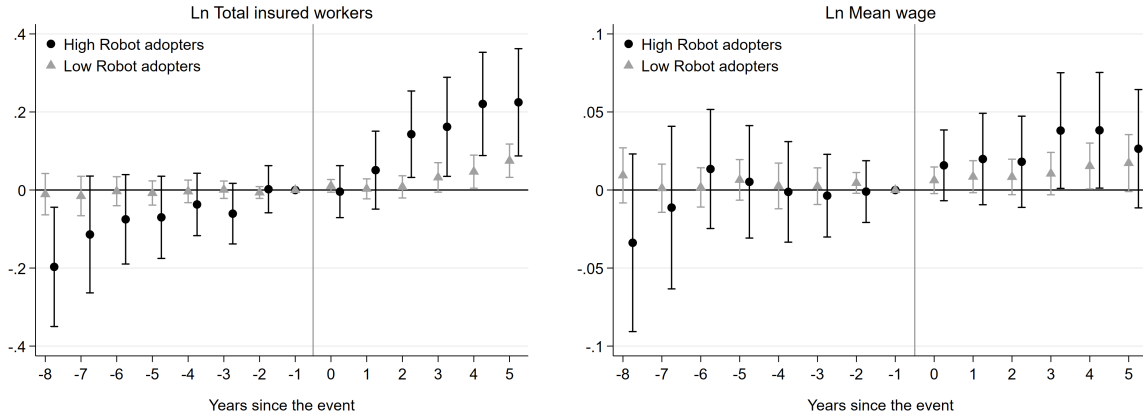 Ln Total insured workers
.4
.2
0
-.2
-.4
High Robot adopters
Low Robot adopters
-8 -7 -6 -5 -4 -3 -2 -1 0 1 2 3 4 5
Years since the event
Ln Mean wage
.1
.05
0
-.05
-.1
High Robot adopters
Low Robot adopters
-8 -7 -6 -5 -4 -3 -2 -1 0 1 2 3 4 5
Years since the event